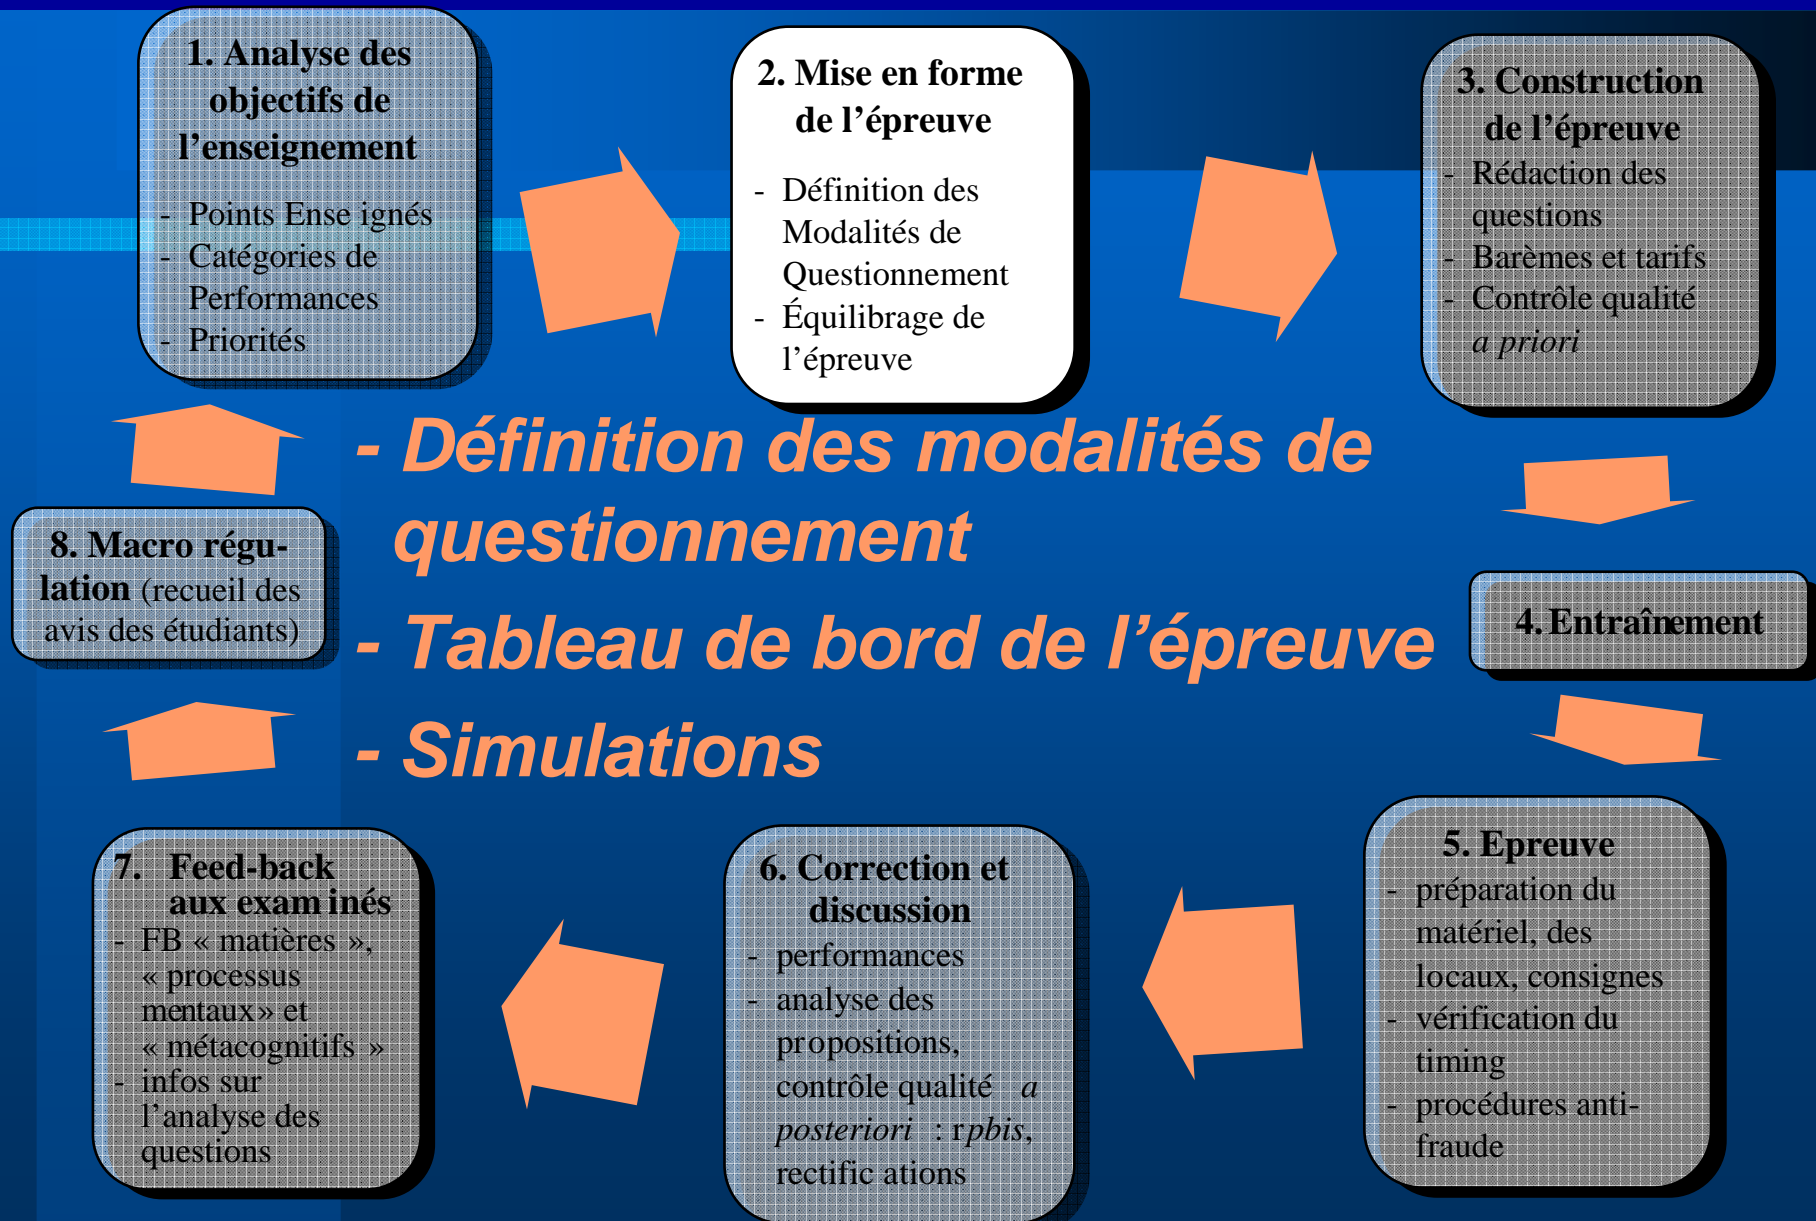 1. Analyse des
objectifs de
l’enseignement
- Points Ense ignés
- Catégories de
Performances
- Priorités
2. Mise en forme
de l’épreuve
- Définition des
Modalités de
Questionnement
- Équilibrage de
l’épreuve
3. Construction
de l’épreuve
- Rédaction des
questions
- Barèmes et tarifs
- Contrôle qualité
a priori
- Définition des modalités de
questionnement
- Tableau de bord de l’épreuve
- Simulations
4. Entraînement
5. Epreuve
- préparation du
matériel, des
locaux, consignes
- vérification du
timing
- procédures anti-
fraude
6. Correction et
discussion
- performances
- analyse des
propositions,
contrôle qualité a
posteriori : rpbis,
rectific ations
7. Feed-back
aux exam inés
- FB « matières »,
« processus
mentaux» et
« métacognitifs »
- infos sur
l’analyse des
questions
8. Macro régu-
lation (recueil des
avis des étudiants)